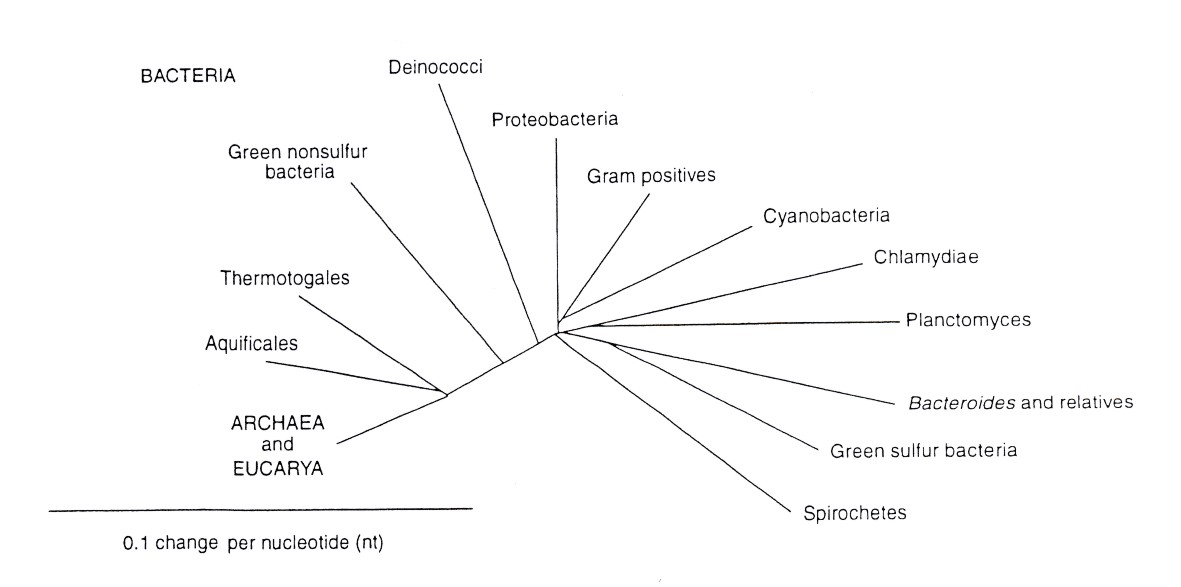 BACTERIA
Deinococci
Proteobacteria
Green nonsulfur
bacteria
Gram positives
Cyanobacteria
Chlamydiae
Thermotogales
Planctomyces
Aquificales
Bacteroides and relatives
ARCHAEA
and
EUCARYA
Green sulfur bacteria
Spirochetes
0.1 change per nucleotide (nt)